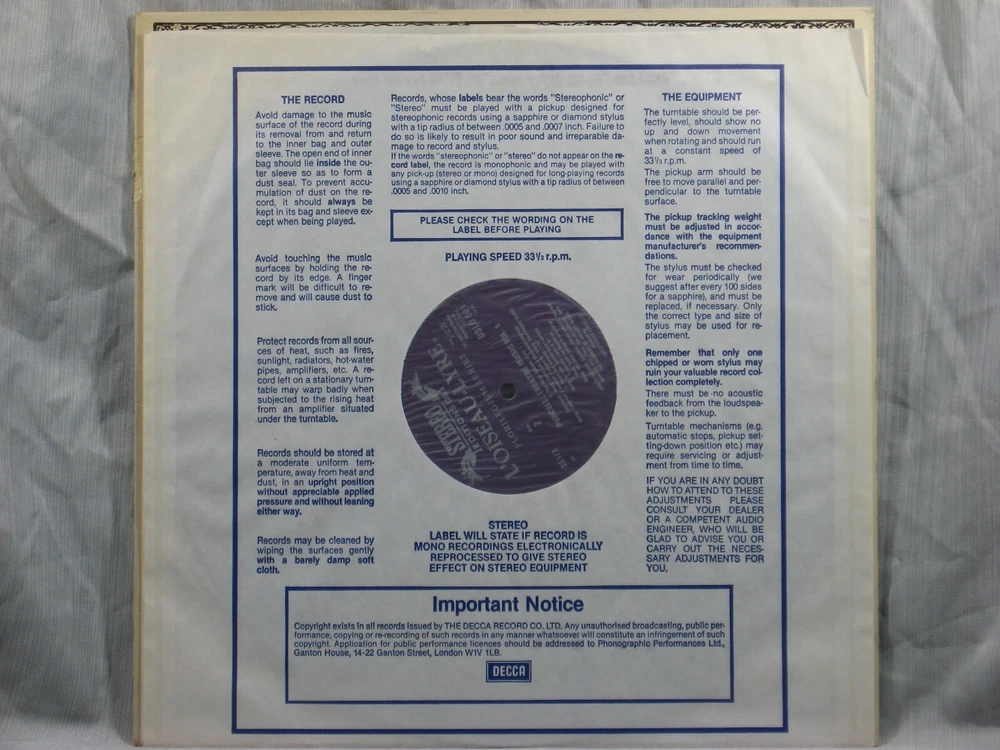 THE RECORD
Avoid damage to the music
surface of the record during
its removal from and return
to the inner bag and outer
sleeve. The open end of inner
bag should lie inside the ou-
ter sleeve so as to form a
dust seal. To prevent accu-
mulation of dust on the re-
cord, it should always be
kept in its bag and sleeve ex-
cept when being played.
Avoid touching the music
surfaces by holding the re-
cord by its edge. A finger
mark will be difficult to re-
move and will cause dust to
stick.
Protect records from all sour-
ces of heat, such as fires,
sunlight, radiators, hot-water
pipes, amplifiers, etc. A re-
cord left on a stationary turn-
table may warp badly when
subjected to the rising heat
from an amplifier situated
under the turntable.
Records should be stored at
a moderate uniform tem-
perature, away from heat and
dust, in an upright position
without appreciable applied
pressure and without leaning
either way.
Records may be cleaned by
wiping the surfaces gently
with a barely damp soft
cloth.
Records, whose labels bear the words "Stereophonic" or
"Stereo" must be played with a pickup designed for
stereophonic records using a sapphire or diamond stylus
with a tip radius of between .0005 and .0007 inch. Failure to
do so is likely to result in poor sound and irreparable da-
mage to record and stylus.
If the words "stereophonic" or "stereo" do not appear on the re-
cord label, the record is monophonic and may be played with
any pick-up (stereo or mono) designed for long-playing records
using a sapphire or diamond stylus with a tip radius of between
.0005 and .0010 inch.
PLEASE CHECK THE WORDING ON THE
LABEL BEFORE PLAYING
PLAYING SPEED 33⅓ r.p.m.
STEREO
L'OISEAU-LYRE
STEREO
LABEL WILL STATE IF RECORD IS
MONO RECORDINGS ELECTRONICALLY
REPROCESSED TO GIVE STEREO
EFFECT ON STEREO EQUIPMENT
THE EQUIPMENT
The turntable should be per-
fectly level, should show no
up and down movement
when rotating and should run
at a constant speed of
33⅓ r.p.m.
The pickup arm should be
free to move parallel and per-
pendicular to the turntable
surface.
The pickup tracking weight
must be adjusted in accor-
dance with the equipment
manufacturer's recommen-
dations.
The stylus must be checked
for wear periodically (we
suggest after every 100 sides
for a sapphire), and must be
replaced, if necessary. Only
the correct type and size of
stylus may be used for re-
placement.
Remember that only one
chipped or worn stylus may
ruin your valuable record col-
lection completely.
There must be no acoustic
feedback from the loudspea-
ker to the pickup.
Turntable mechanisms (e.g.
automatic stops, pickup set-
ting-down position etc.) may
require servicing or adjust-
ment from time to time.
IF YOU ARE IN ANY DOUBT
HOW TO ATTEND TO THESE
ADJUSTMENTS PLEASE
CONSULT YOUR DEALER
OR A COMPETENT AUDIO
ENGINEER, WHO WILL BE
GLAD TO ADVISE YOU OR
CARRY OUT THE NECES-
SARY ADJUSTMENTS FOR
YOU.
Important Notice
Copyright exists in all records issued by THE DECCA RECORD CO. LTD. Any unauthorised broadcasting, public per-
formance, copying or re-recording of such records in any manner whatsoever will constitute an infringement of such
copyright. Application for public performance licences should be addressed to Phonographic Performances Ltd.,
Ganton House, 14-22 Ganton Street, London W1V 1LB.
DECCA